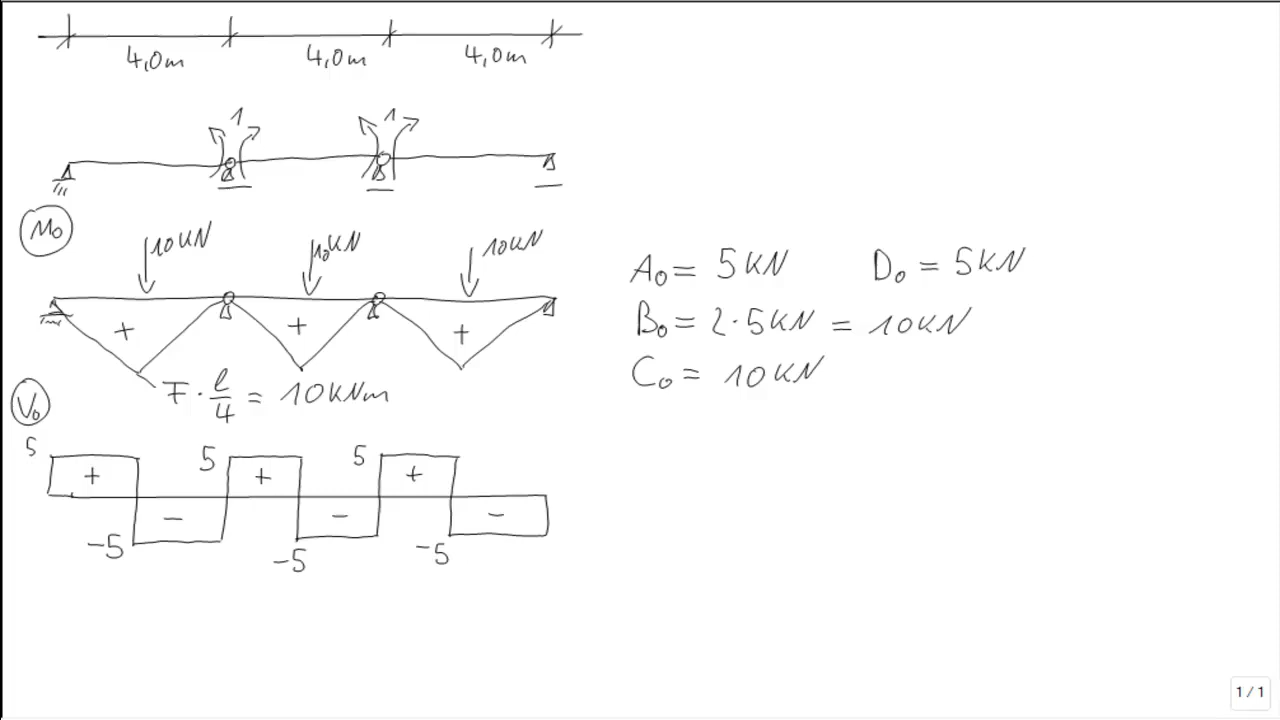 4,0m 4,0m 4,0m
1 1
M₀
10KN 10KN 10KN
+ + +
F · l/4 = 10KNm
A₀ = 5KN D₀ = 5KN
B₀ = 2·5KN = 10KN
C₀ = 10KN
V₀
5 5 5
+ + +
− − −
-5 -5 -5
1 / 1